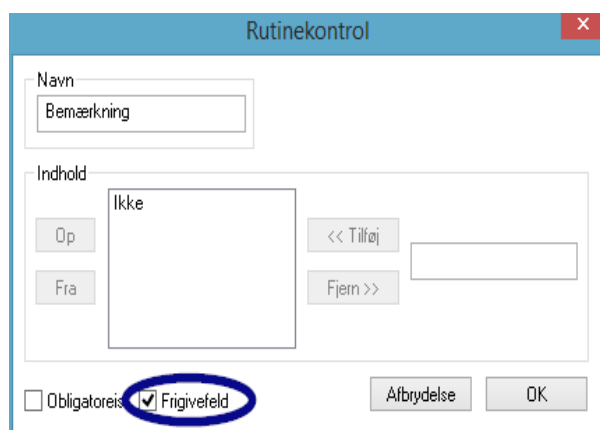 Rutinekontrol
Navn
Bemærkning
Indhold
Ikke
Op
<< Tilføj
Fra
Fjern >>
Obligatoreis
Frigivefeld
Afbrydelse
OK